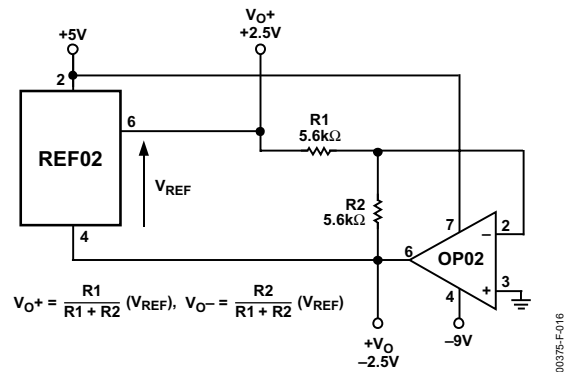 VO+
+2.5V
+5V
2
6
R1
5.6kΩ
REF02
VREF
R2
5.6kΩ
7
2
–
6
OP02
4
3
+
4
VO+ = R1 / R1 + R2 (VREF), VO– = R2 / R1 + R2 (VREF)
+VO
–2.5V
–9V
00375-F-016